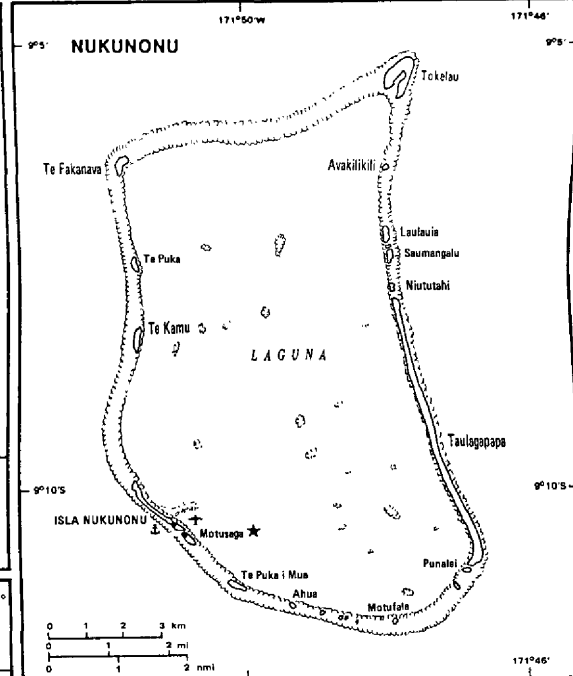 171°50'W
171°46'
9°5'
NUKUNONU
9°5'
Tokelau
Te Fakanava
Avakilikili
Laulauia
Saumangalu
Te Puka
Niututahi
Te Kamu
LAGUNA
Taulagapapa
9°10'S
9°10'S
ISLA NUKUNONU
Motusaga
Punalei
Te Puka i Mua
Ahua
Motufala
0 1 2 3 km
0 1 2 mi
0 1 2 nmi
171°46'